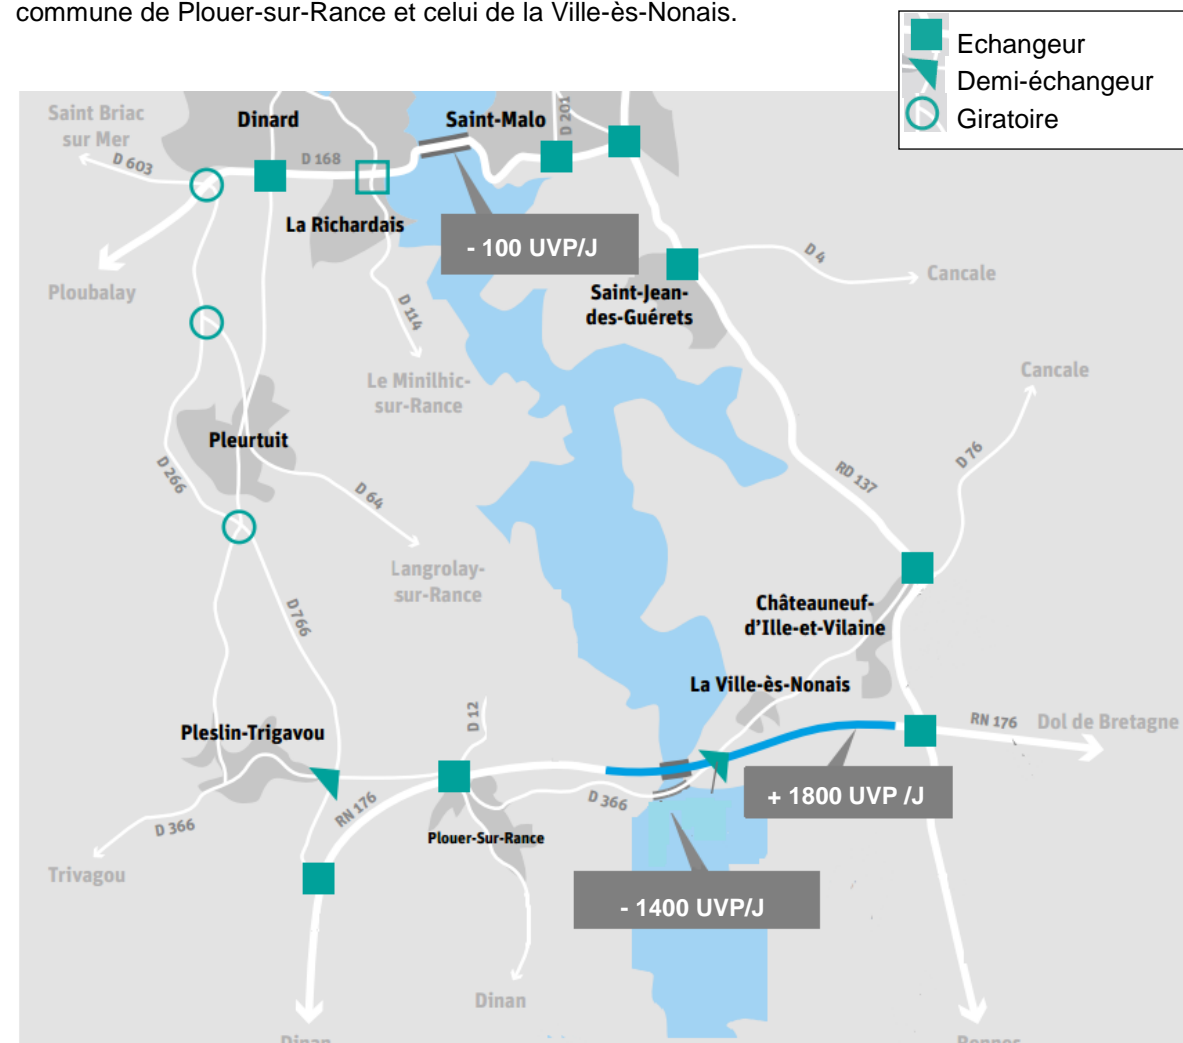 commune de Plouer-sur-Rance et celui de la Ville-ès-Nonais.
Echangeur
Demi-échangeur
Giratoire
Saint Briac
sur Mer
Dinard
Saint-Malo
D 201
D 603
D 168
La Richardais
- 100 UVP/J
D 4
Cancale
Ploubalay
Saint-Jean-
des-Guérets
D 114
Le Minilhic-
sur-Rance
Cancale
Pleurtuit
D 266
D 64
RD 137
D 76
Langrolay-
sur-Rance
D 766
Châteauneuf-
d'Ille-et-Vilaine
La Ville-ès-Nonais
D 12
RN 176
Dol de Bretagne
Pleslin-Trigavou
D 366
RN 176
+ 1800 UVP /J
D 366
Plouer-Sur-Rance
Trivagou
- 1400 UVP/J
Dinan
Dinan
Rennes